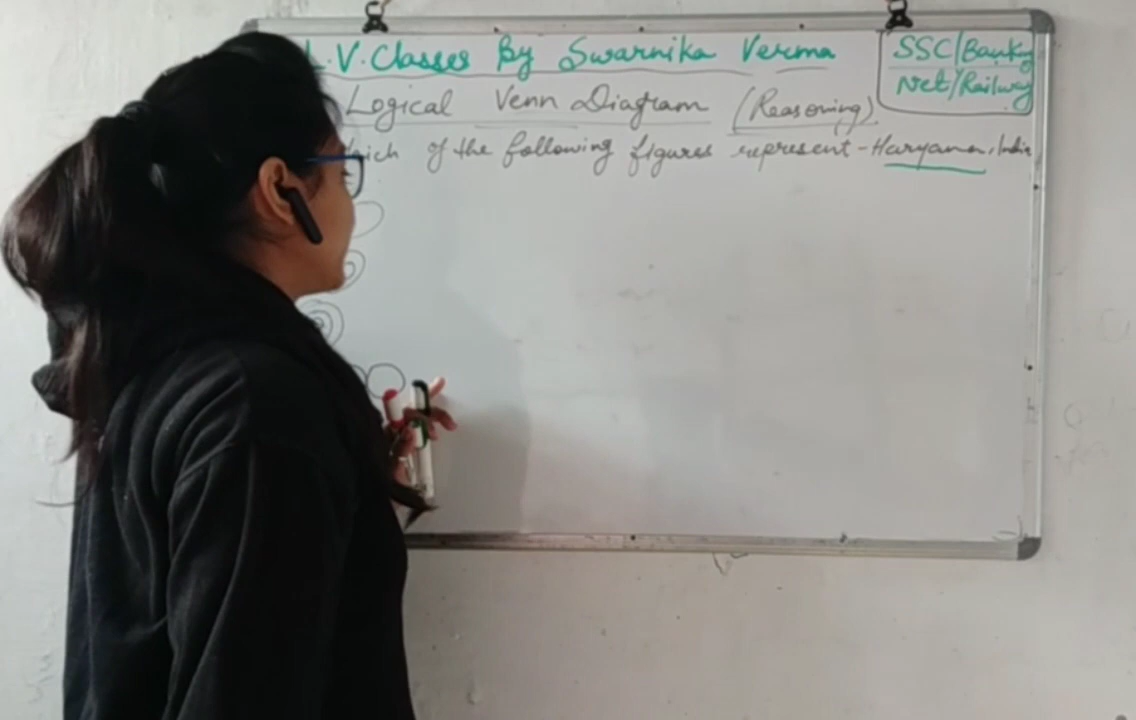 L.V. Classes By Swarnika Verma
SSC/Banking
Net/Railway
Logical Venn Diagram (Reasoning)
of the following figures represent - Haryana, India